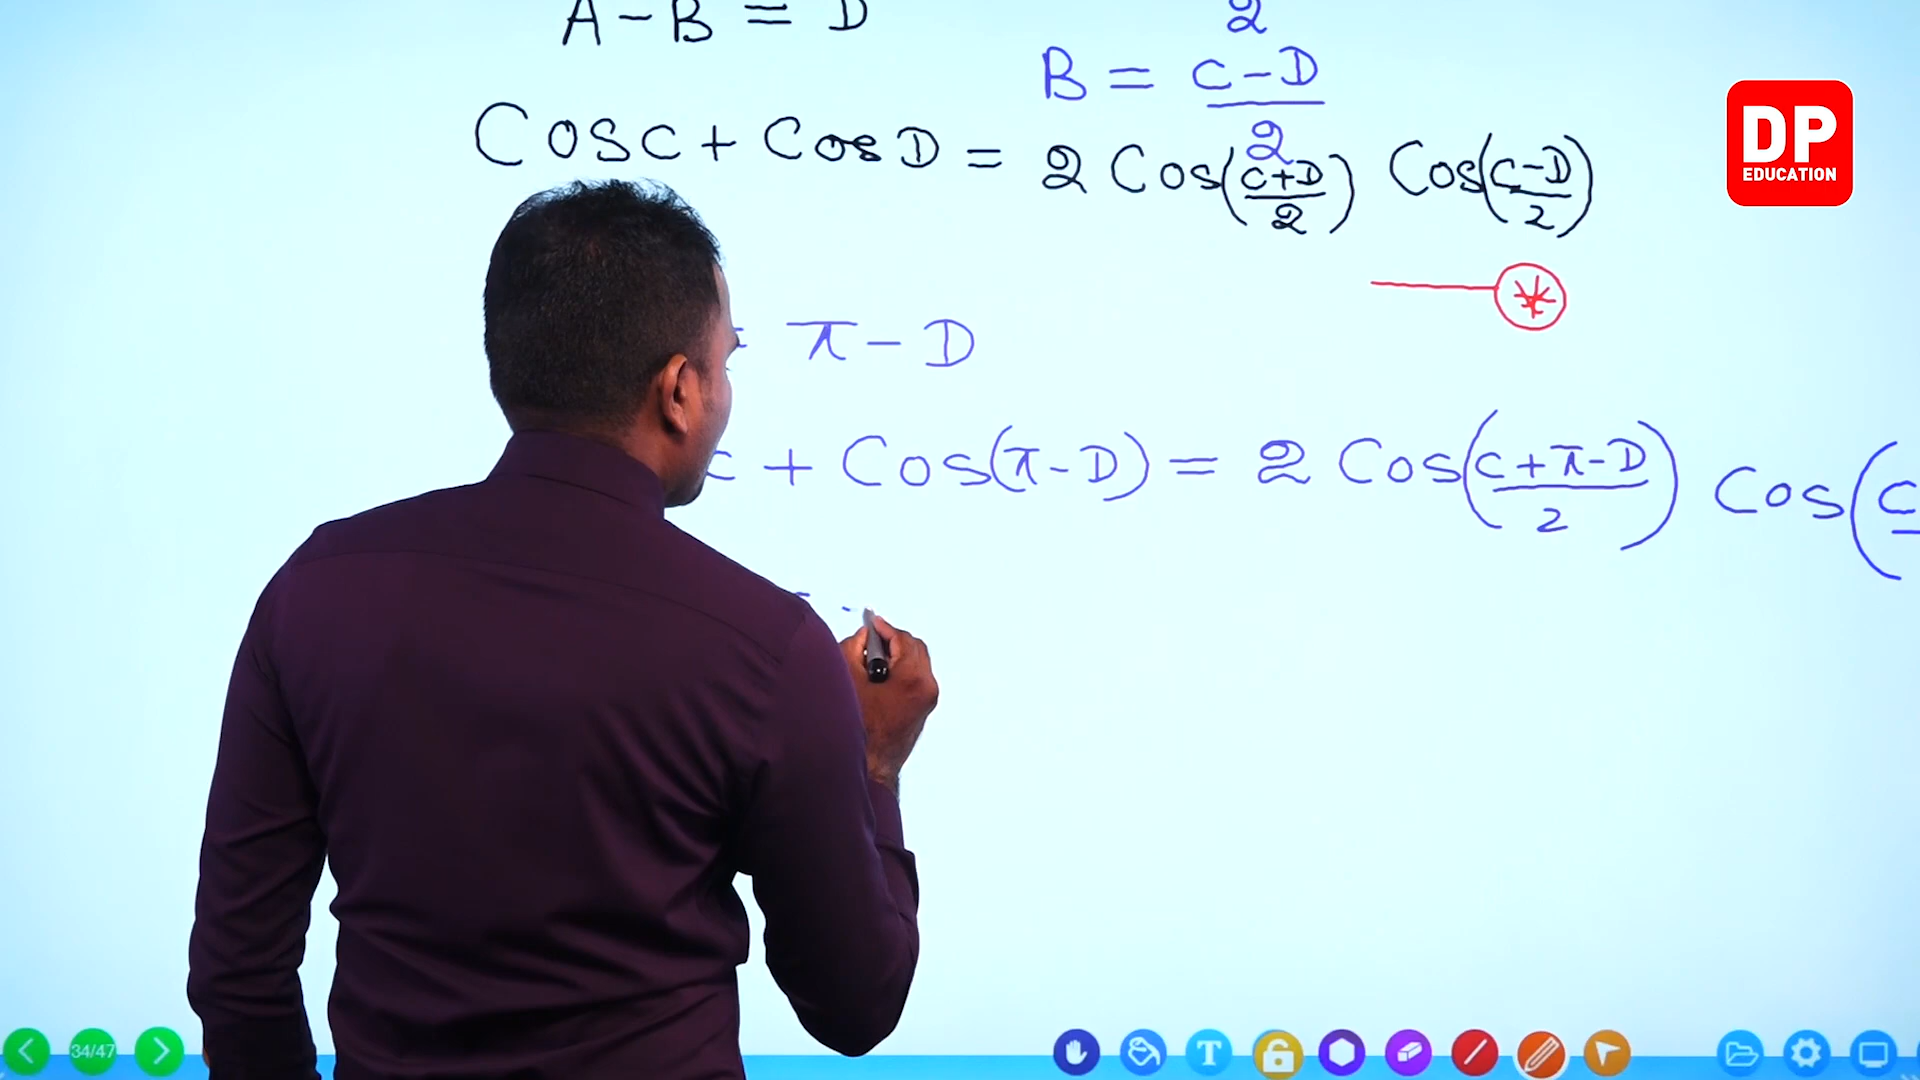 A - B = D
2
B = C - D
2
Cos C + Cos D = 2 Cos (C+D/2) Cos (C-D/2)
*
π - D
C + Cos(π - D) = 2 Cos (C+π-D/2) Cos (C
DP
EDUCATION
34/47
T